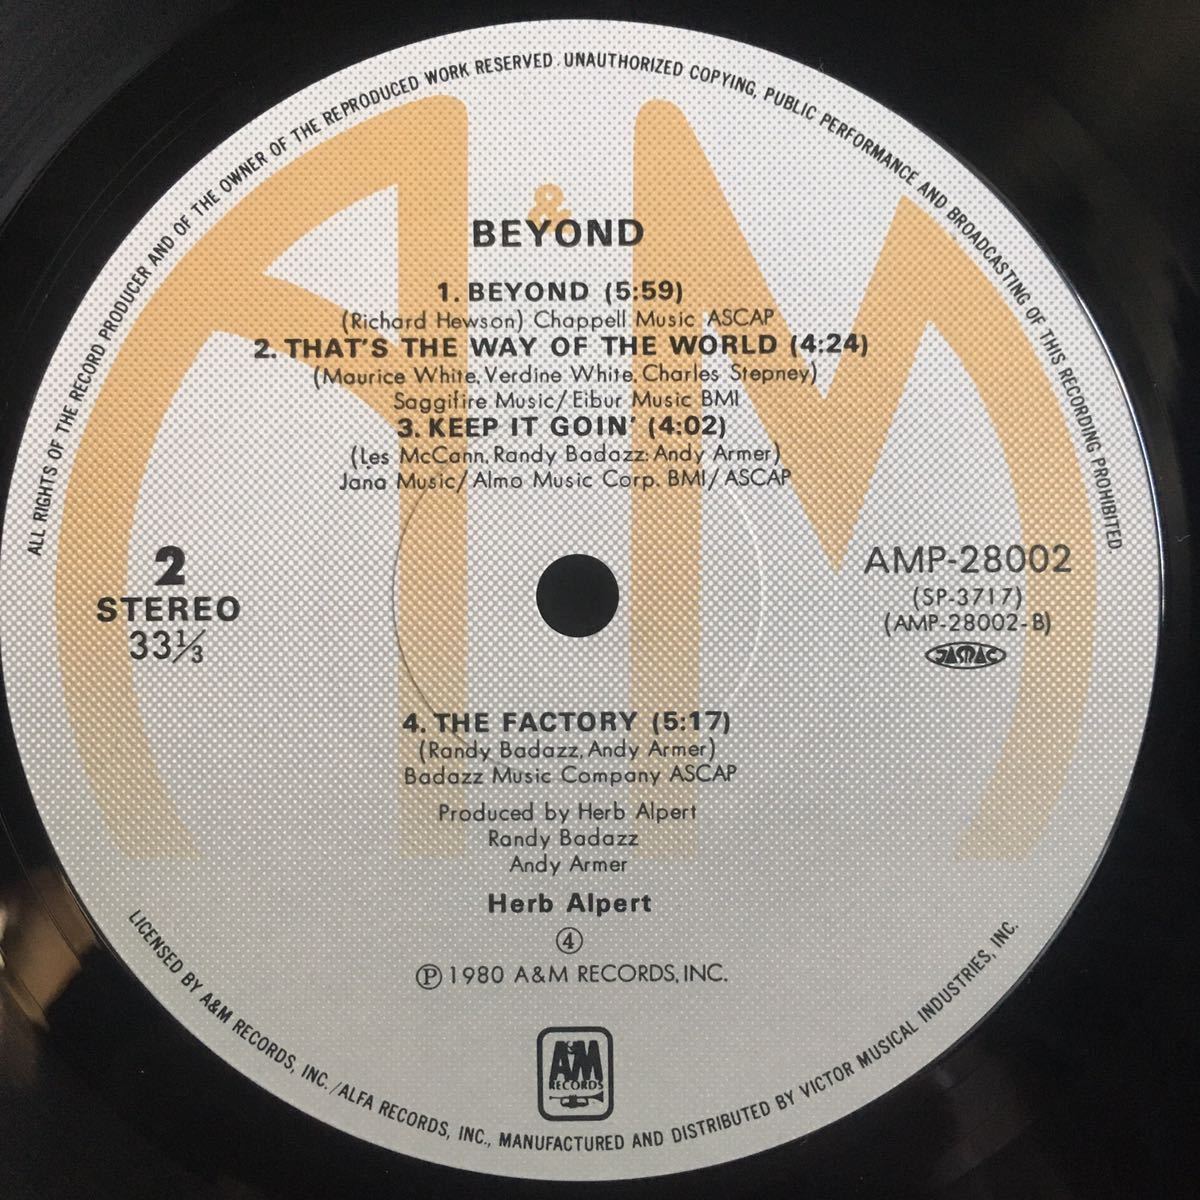 ALL RIGHTS OF THE RECORD PRODUCER AND OF THE OWNER OF THE REPRODUCED WORK RESERVED. UNAUTHORIZED COPYING, PUBLIC PERFORMANCE AND BROADCASTING OF THIS RECORDING PROHIBITED
&
BEYOND
1. BEYOND (5:59)
(Richard Hewson) Chappell Music ASCAP
2. THAT'S THE WAY OF THE WORLD (4:24)
(Maurice White, Verdine White, Charles Stepney)
Saggifire Music/Eibur Music BMI
3. KEEP IT GOIN' (4:02)
(Les McCann, Randy Badazz: Andy Armer)
Jana Music/Almo Music Corp. BMI/ASCAP
2
STEREO
33⅓
AMP-28002
(SP-3717)
(AMP-28002-B)
JASRAC
4. THE FACTORY (5:17)
(Randy Badazz, Andy Armer)
Badazz Music Company ASCAP
Produced by Herb Alpert
Randy Badazz
Andy Armer
Herb Alpert
④
Ⓟ 1980 A&M RECORDS, INC.
A&M
RECORDS
LICENSED BY A&M RECORDS, INC./ALFA RECORDS, INC., MANUFACTURED AND DISTRIBUTED BY VICTOR MUSICAL INDUSTRIES, INC.